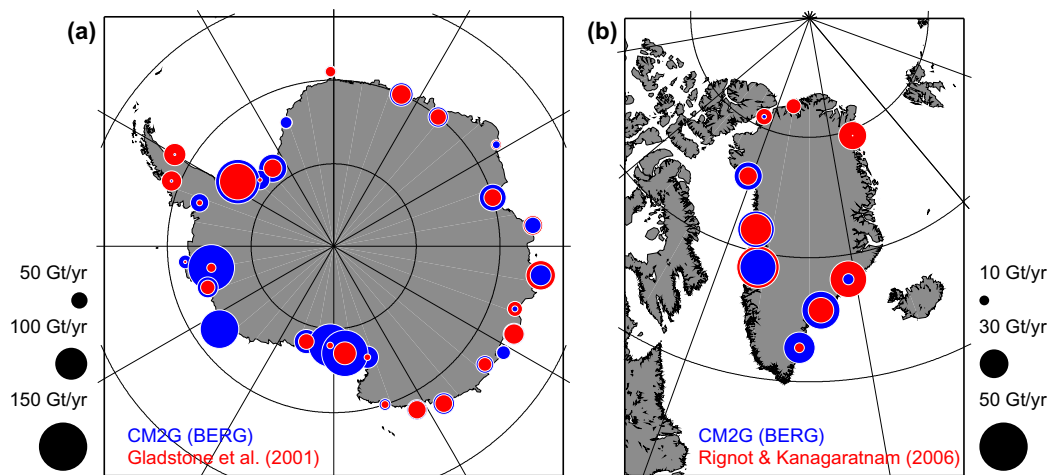 (a)
50 Gt/yr
100 Gt/yr
150 Gt/yr
CM2G (BERG)
Gladstone et al. (2001)
(b)
10 Gt/yr
30 Gt/yr
50 Gt/yr
CM2G (BERG)
Rignot & Kanagaratnam (2006)